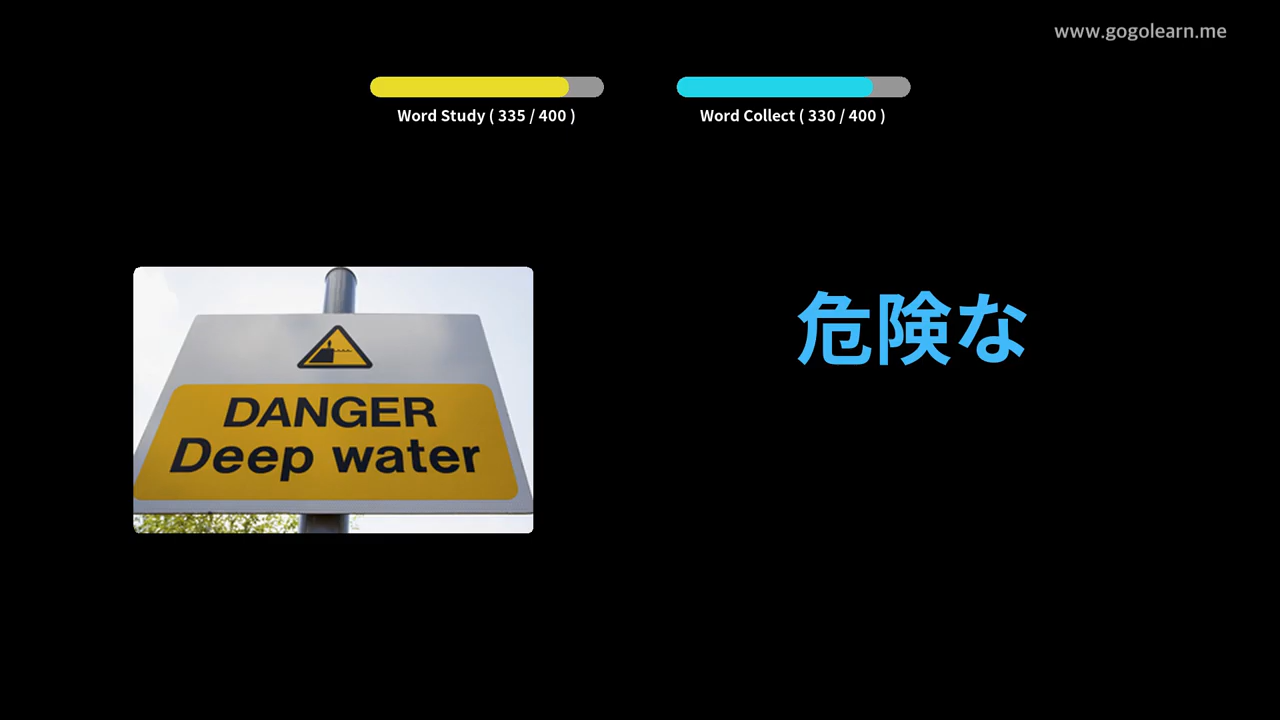 www.gogolearn.me
Word Study ( 335 / 400 )
Word Collect ( 330 / 400 )
DANGER
Deep water
危険な